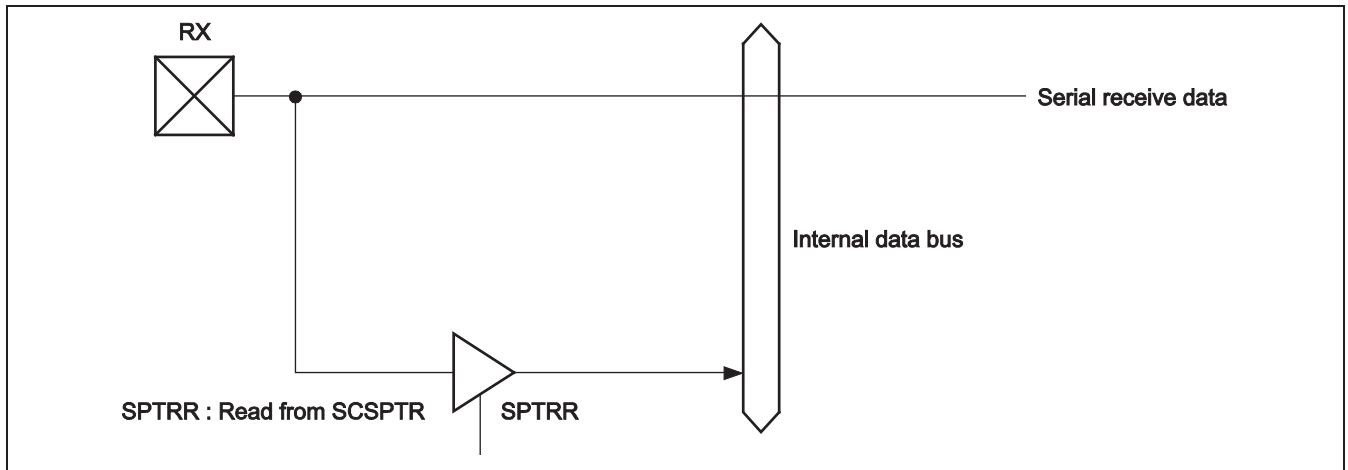 RX
Serial receive data
Internal data bus
SPTRR : Read from SCSPTR
SPTRR